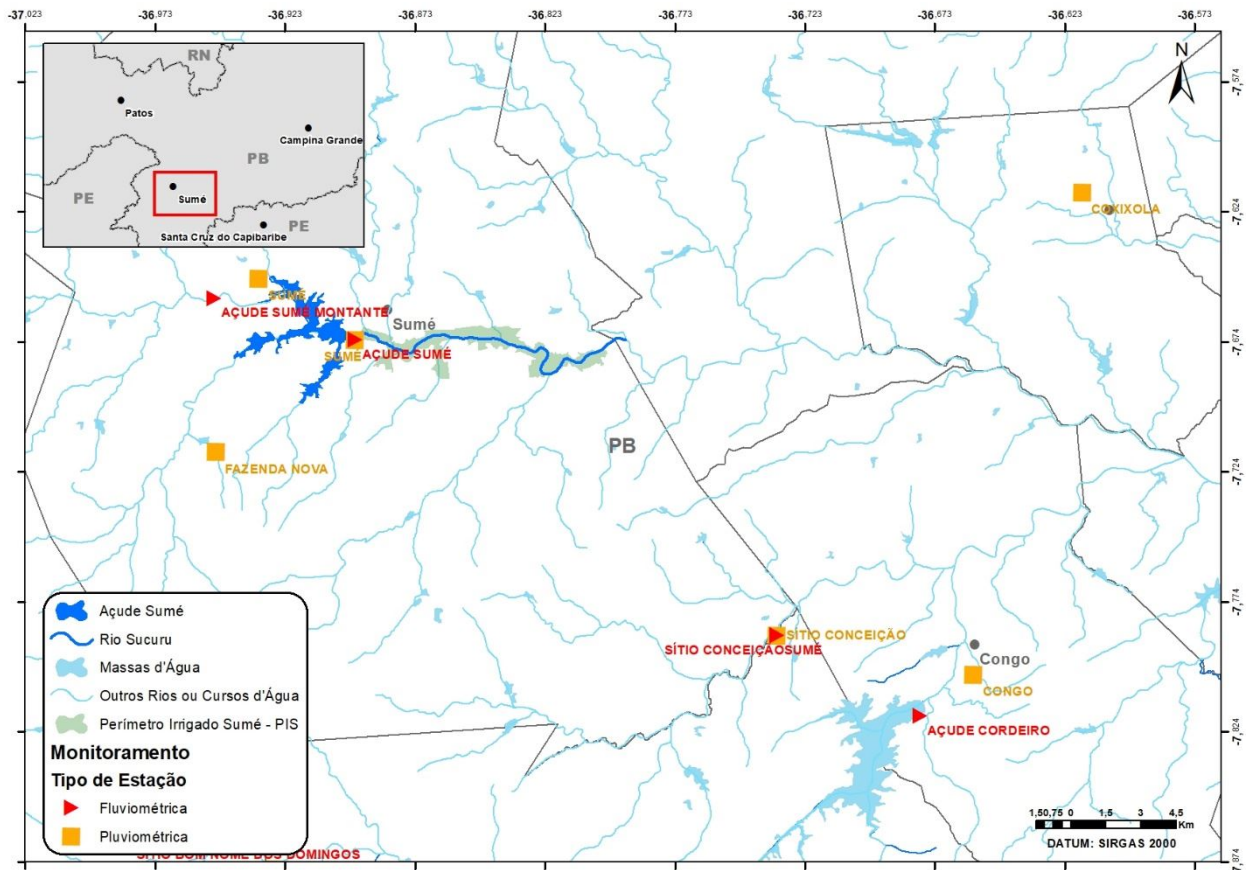 -37.023
-36.973
-36.923
-36.873
-36.823
-36.773
-36.723
-36.673
-36.623
-36.573
N
RN
Patos
Campina Grande
PB
PE
Sumé
PE
Santa Cruz do Capibaribe
-7,574
-7,624
-7,674
-7,724
-7,774
-7,824
-7,874
COXIXOLA
SUMÉ
AÇUDE SUMÉ MONTANTE
Sumé
SUMÉ
AÇUDE SUMÉ
PB
FAZENDA NOVA
SÍTIO CONCEIÇÃO
SÍTIO CONCEIÇÃOSUMÉ
Congo
CONGO
AÇUDE CORDEIRO
Açude Sumé
Rio Sucuru
Massas d'Água
Outros Rios ou Cursos d'Água
Perímetro Irrigado Sumé - PIS
Monitoramento
Tipo de Estação
Fluviométrica
Pluviométrica
SÍTIO BOM NOME DOS DOMINGOS
1,50,75 0 1,5 3 4,5
Km
DATUM: SIRGAS 2000